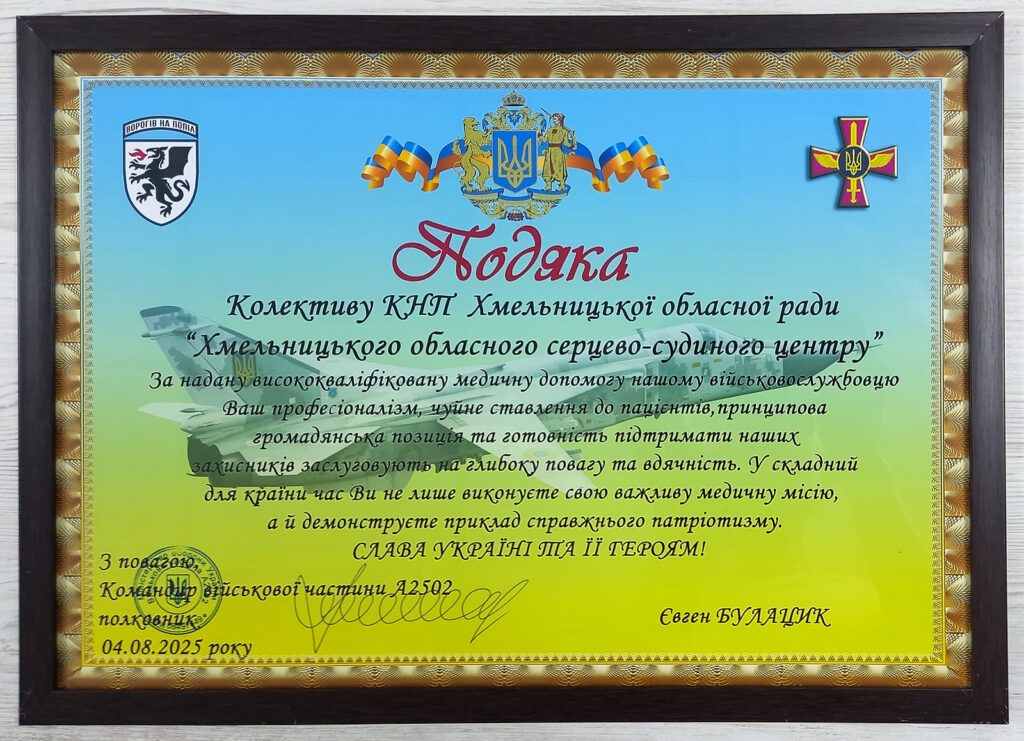 ВОРОГІВ НА ПОПІЛ
Подяка
Колективу КНП Хмельницької обласної ради
“Хмельницького обласного серцево-судиного центру”
За надану висококваліфіковану медичну допомогу нашому військовослужбовцю
Ваш професіоналізм, чуйне ставлення до пацієнтів,принципова
громадянська позиція та готовність підтримати наших
захисників заслуговують на глибоку повагу та вдячність. У складний
для країни час Ви не лише виконуєте свою важливу медичну місію,
а й демонструєте приклад справжнього патріотизму.
СЛАВА УКРАЇНІ ТА ЇЇ ГЕРОЯМ!
З повагою,
Командир військової частини А2502
полковник
Євген БУЛАЦИК
04.08.2025 року